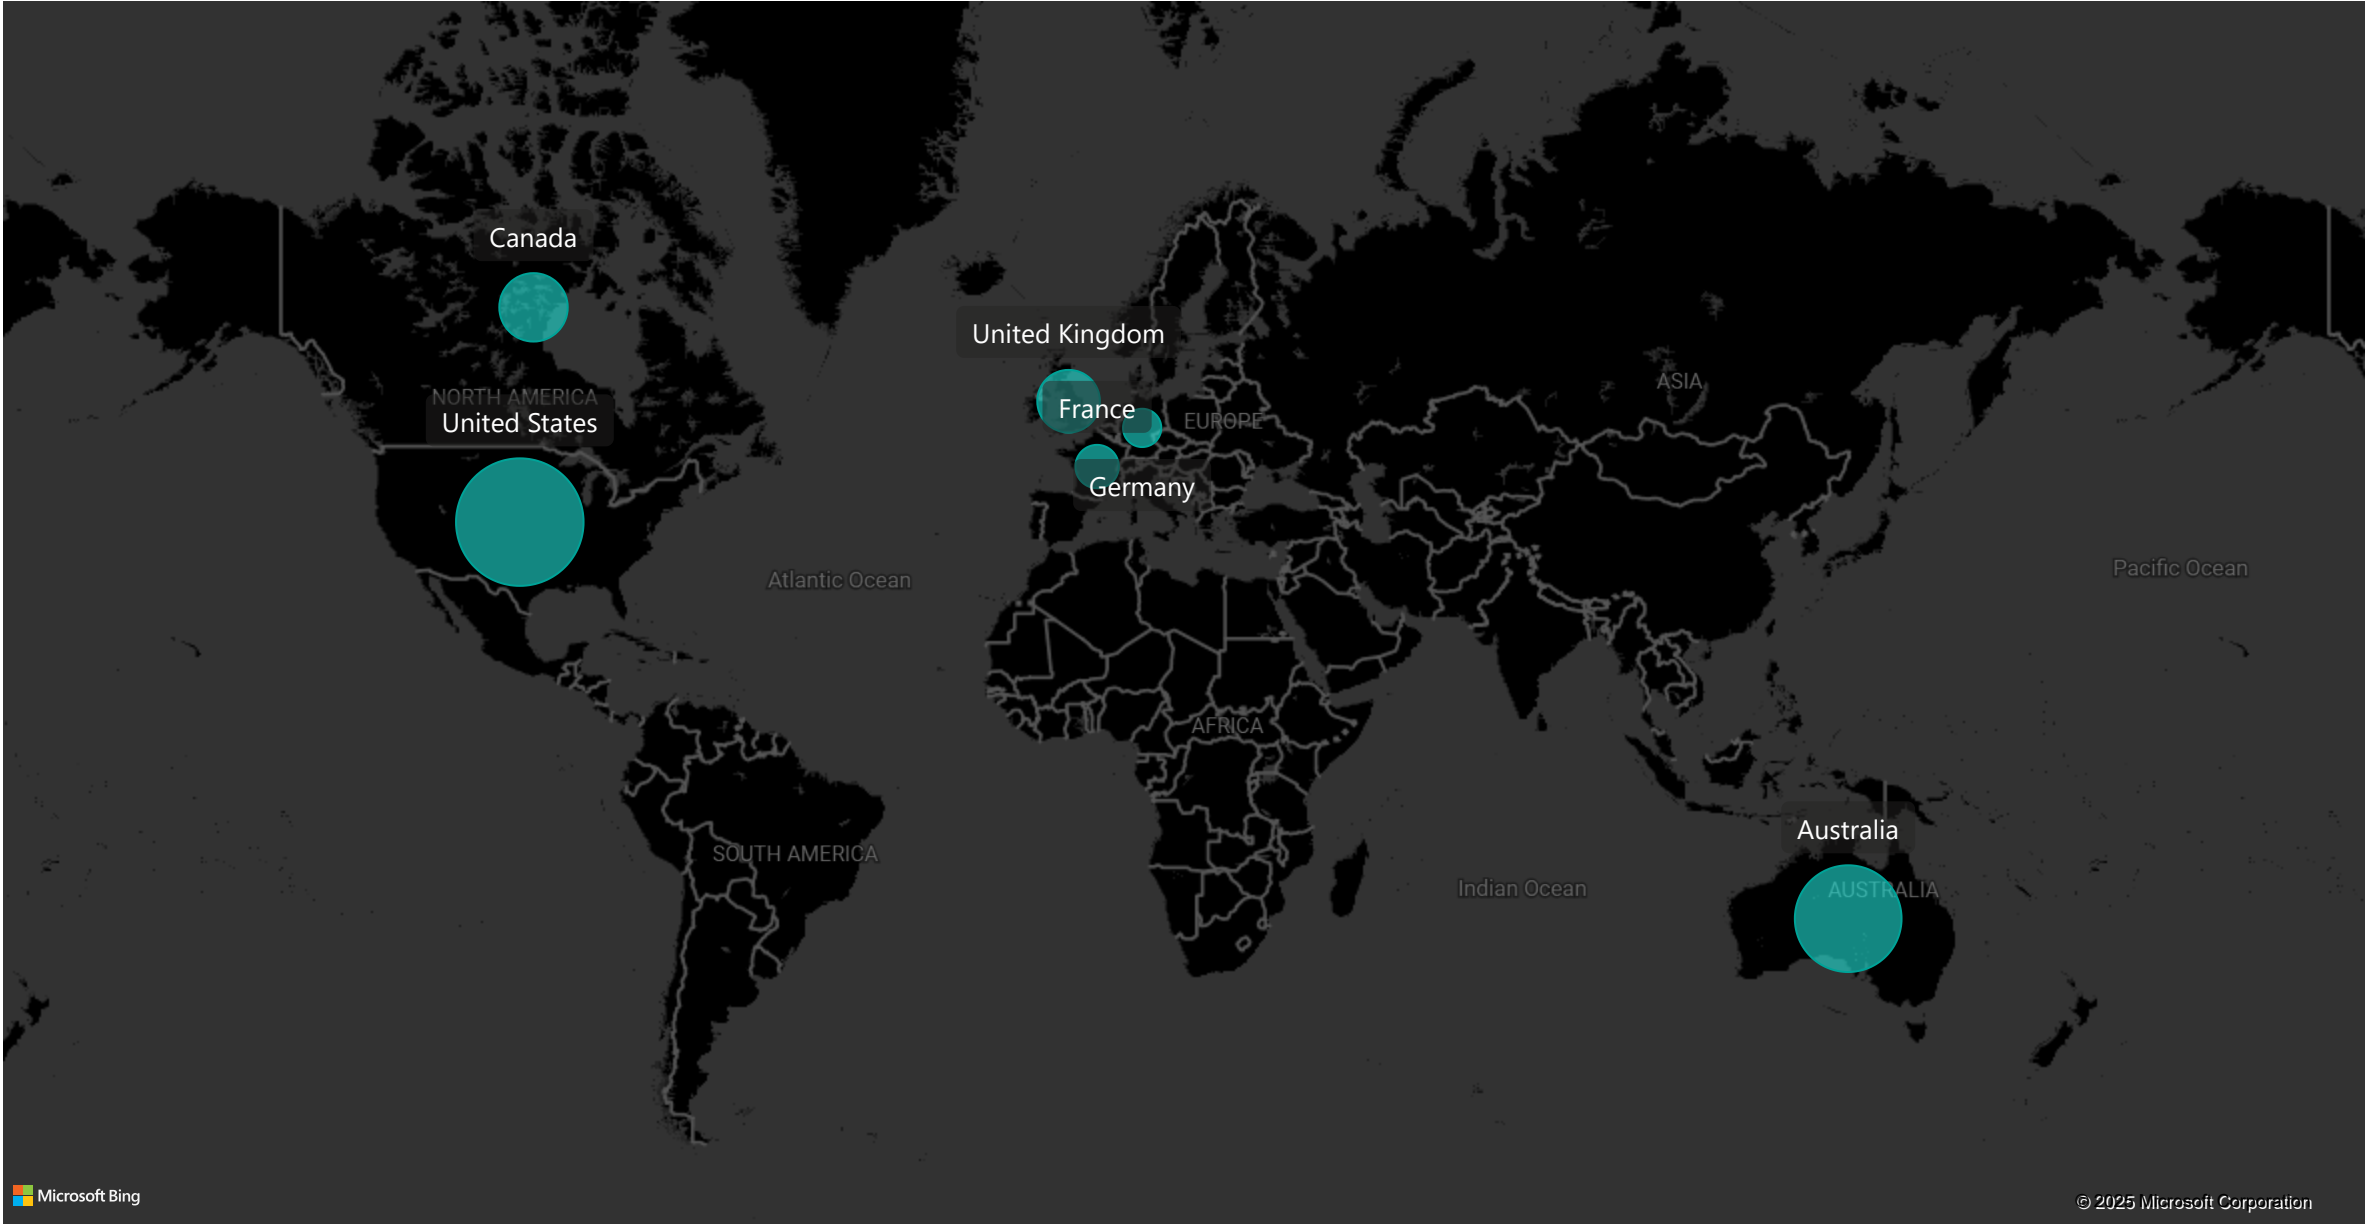 Canada
United Kingdom
ASIA
NORTH AMERICA
France
United States
EUROPE
Germany
Pacific Ocean
Atlantic Ocean
AFRICA
Australia
SOUTH AMERICA
Indian Ocean
AUSTRALIA
Microsoft Bing
© 2025 Microsoft Corporation